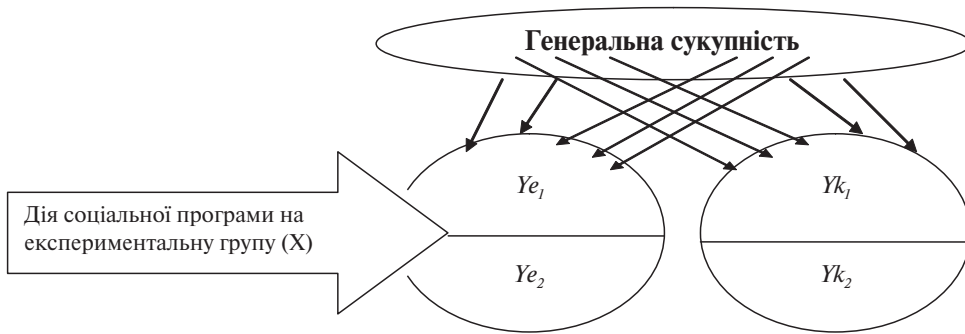 Генеральна сукупність
Ye1
Yk1
Дія соціальної програми на
експериментальну групу (Х)
Ye2
Yk2